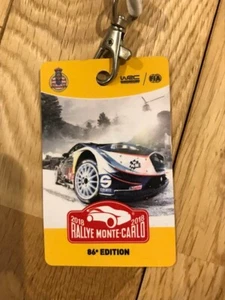 WRC
FIA
2018 2018
RALLYE MONTE-CARLO
86e EDITION